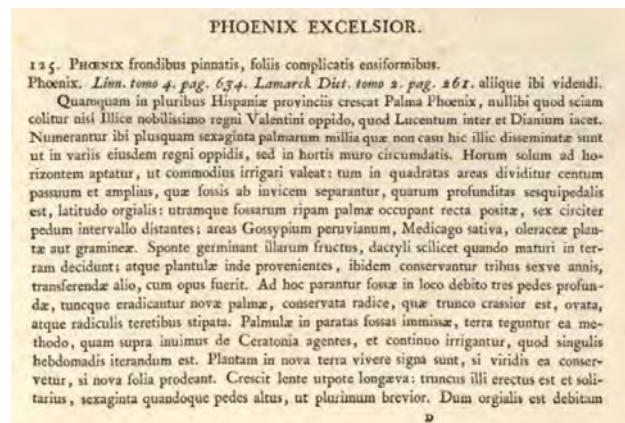 PHOENIX EXCELSIOR.
125. PHŒNIX frondibus pinnatis, foliis complicatis ensiformibus.
Phœnix. Linn. tomo 4. pag. 634. Lamarck Dict. tomo 2. pag. 261. aliique ibi videndi.
Quamquam in pluribus Hispaniæ provinciis crescat Palma Phœnix, nullibi quod sciam
colitur nisi Illice nobilissimo regni Valentini oppido, quod Lucentum inter et Dianium iacet.
Numerantur ibi plusquam sexaginta palmarum millia quæ non casu hic illic disseminatæ sunt
ut in variis eiusdem regni oppidis, sed in hortis muro circumdatis. Horum solum ad ho-
rizontem aptatur, ut commodius irrigari valeat: tum in quadratas areas dividitur centum
passuum et amplius, quæ fossis ab invicem separantur, quarum profunditas sesquipedalis
est, latitudo orgialis: utramque fossarum ripam palmæ occupant recta positæ, sex circiter
pedum intervallo distantes; areas Gossypium peruvianum, Medicago sativa, oleraceæ plan-
tæ aut gramineæ. Sponte germinant illarum fructus, dactyli scilicet quando maturi in ter-
ram decidunt; atque plantulæ inde provenientes, ibidem conservantur tribus sexve annis,
transferendæ alio, cum opus fuerit. Ad hoc parantur fossæ in loco debito tres pedes profun-
dæ, tuncque eradicantur novæ palmæ, conservata radice, quæ trunco crassior est, ovata,
atque radiculis teretibus stipata. Palmulæ in paratas fossas immissæ, terra teguntur ea me-
thodo, quam supra inuimus de Ceratonia agentes, et continuo irrigantur, quod singulis
hebdomadis iterandum est. Plantam in nova terra vivere signa sunt, si viridis ea conser-
vetur, si nova folia prodeant. Crescit lente utpote longæva: truncus illi erectus est et soli-
tarius, sexaginta quandoque pedes altus, ut plurimum brevior. Dum orgialis est debitam
D